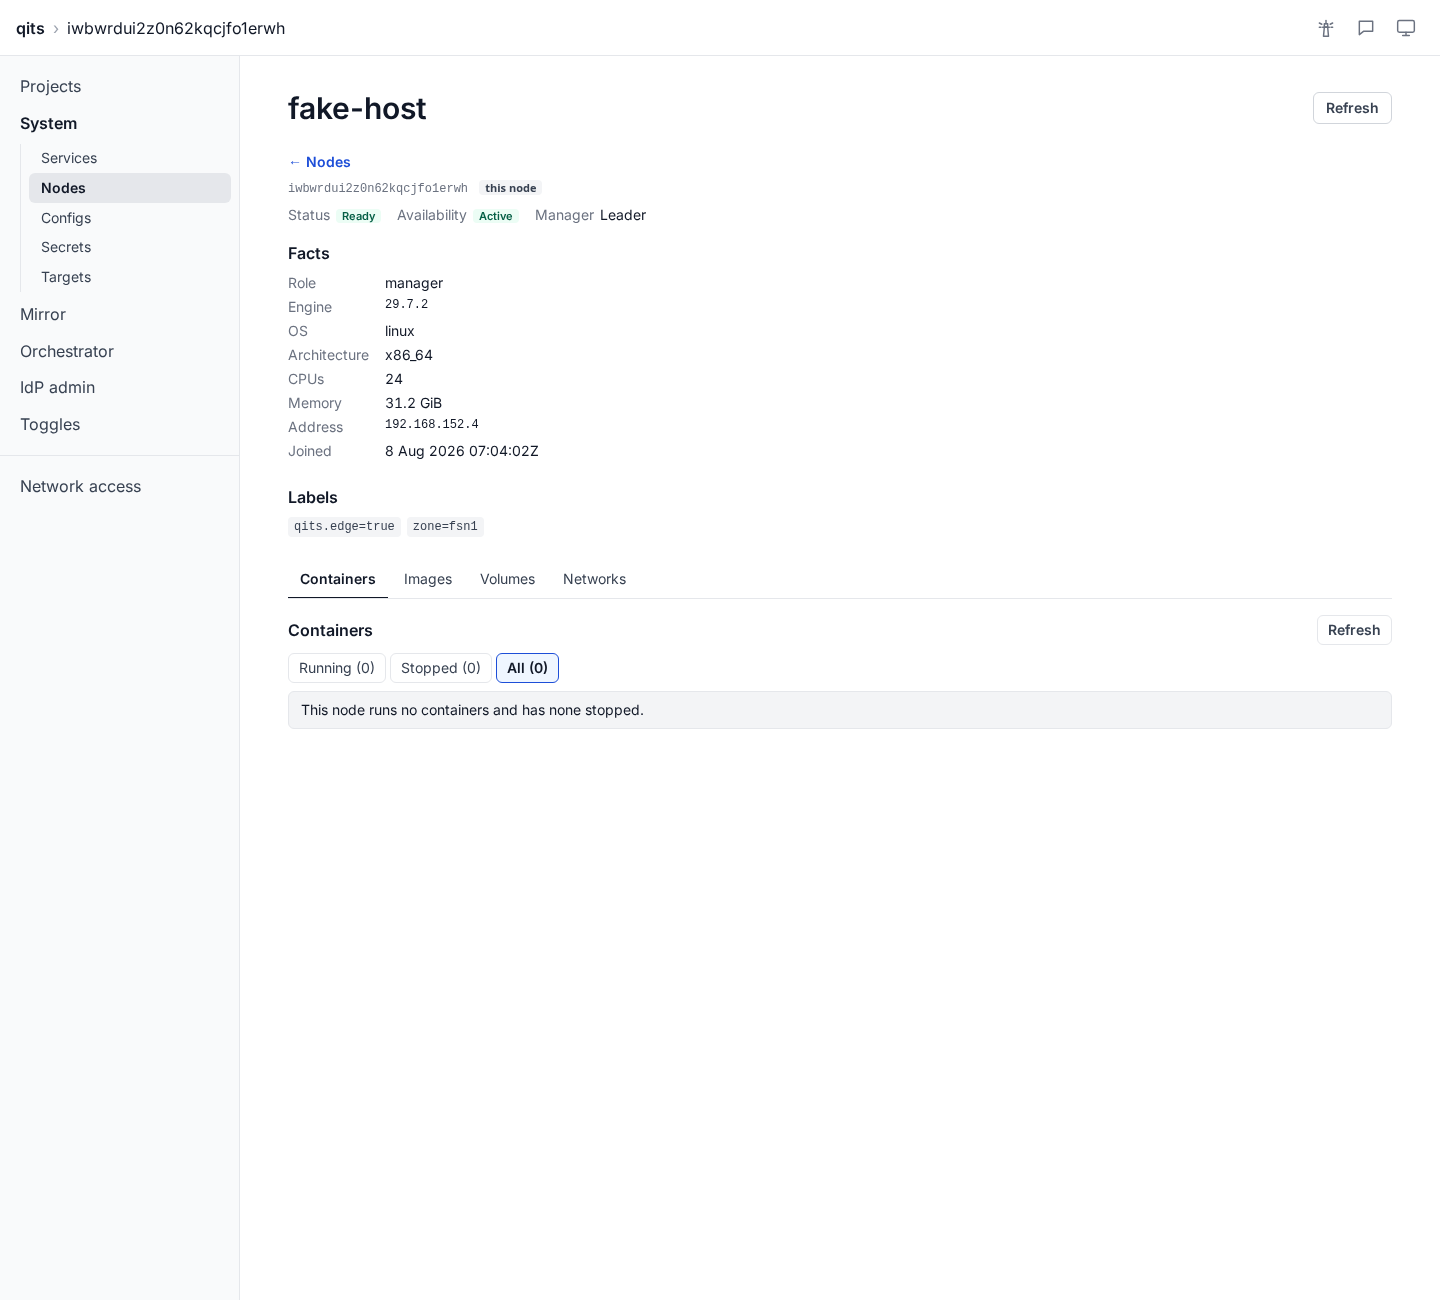 qits › iwbwrdui2z0n62kqcjfo1erwh
Projects
System
Services
Nodes
Configs
Secrets
Targets
Mirror
Orchestrator
IdP admin
Toggles
Network access
fake-host
Refresh
← Nodes
iwbwrdui2z0n62kqcjfo1erwh this node
Status Ready Availability Active Manager Leader
Facts
Role manager
Engine 29.7.2
OS linux
Architecture x86_64
CPUs 24
Memory 31.2 GiB
Address 192.168.152.4
Joined 8 Aug 2026 07:04:02Z
Labels
qits.edge=true zone=fsn1
Containers Images Volumes Networks
Containers
Refresh
Running (0) Stopped (0) All (0)
This node runs no containers and has none stopped.